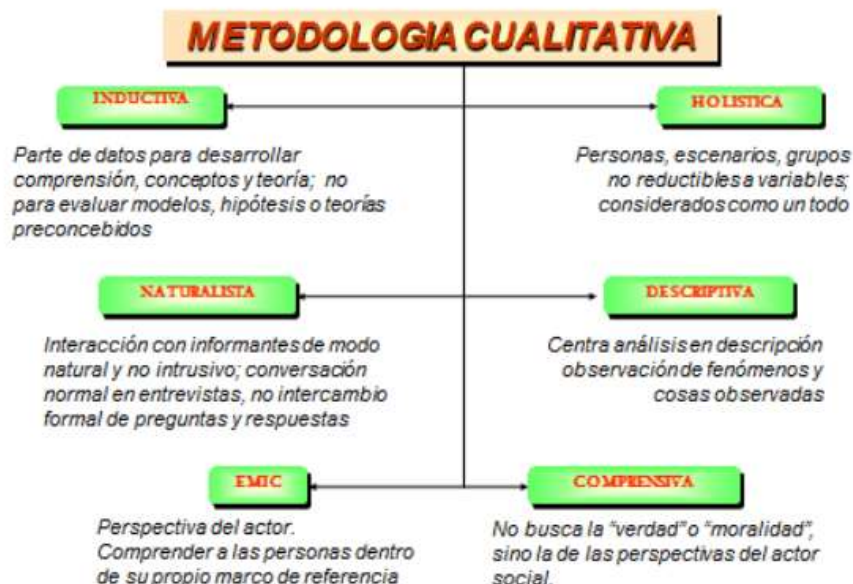 METODOLOGIA CUALITATIVA
INDUCTIVA
Parte de datos para desarrollar
comprensión, conceptos y teoría; no
para evaluar modelos, hipótesis o teorías
preconcebidos
HOLISTICA
Personas, escenarios, grupos
no reductibles a variables;
considerados como un todo
NATURALISTA
Interacción con informantes de modo
natural y no intrusivo; conversación
normal en entrevistas, no intercambio
formal de preguntas y respuestas
DESCRIPTIVA
Centra análisis en descripción
observación de fenómenos y
cosas observadas
EMIC
Perspectiva del actor.
Comprender a las personas dentro
de su propio marco de referencia
COMPRENSIVA
No busca la "verdad" o "moralidad",
sino la de las perspectivas del actor
social.